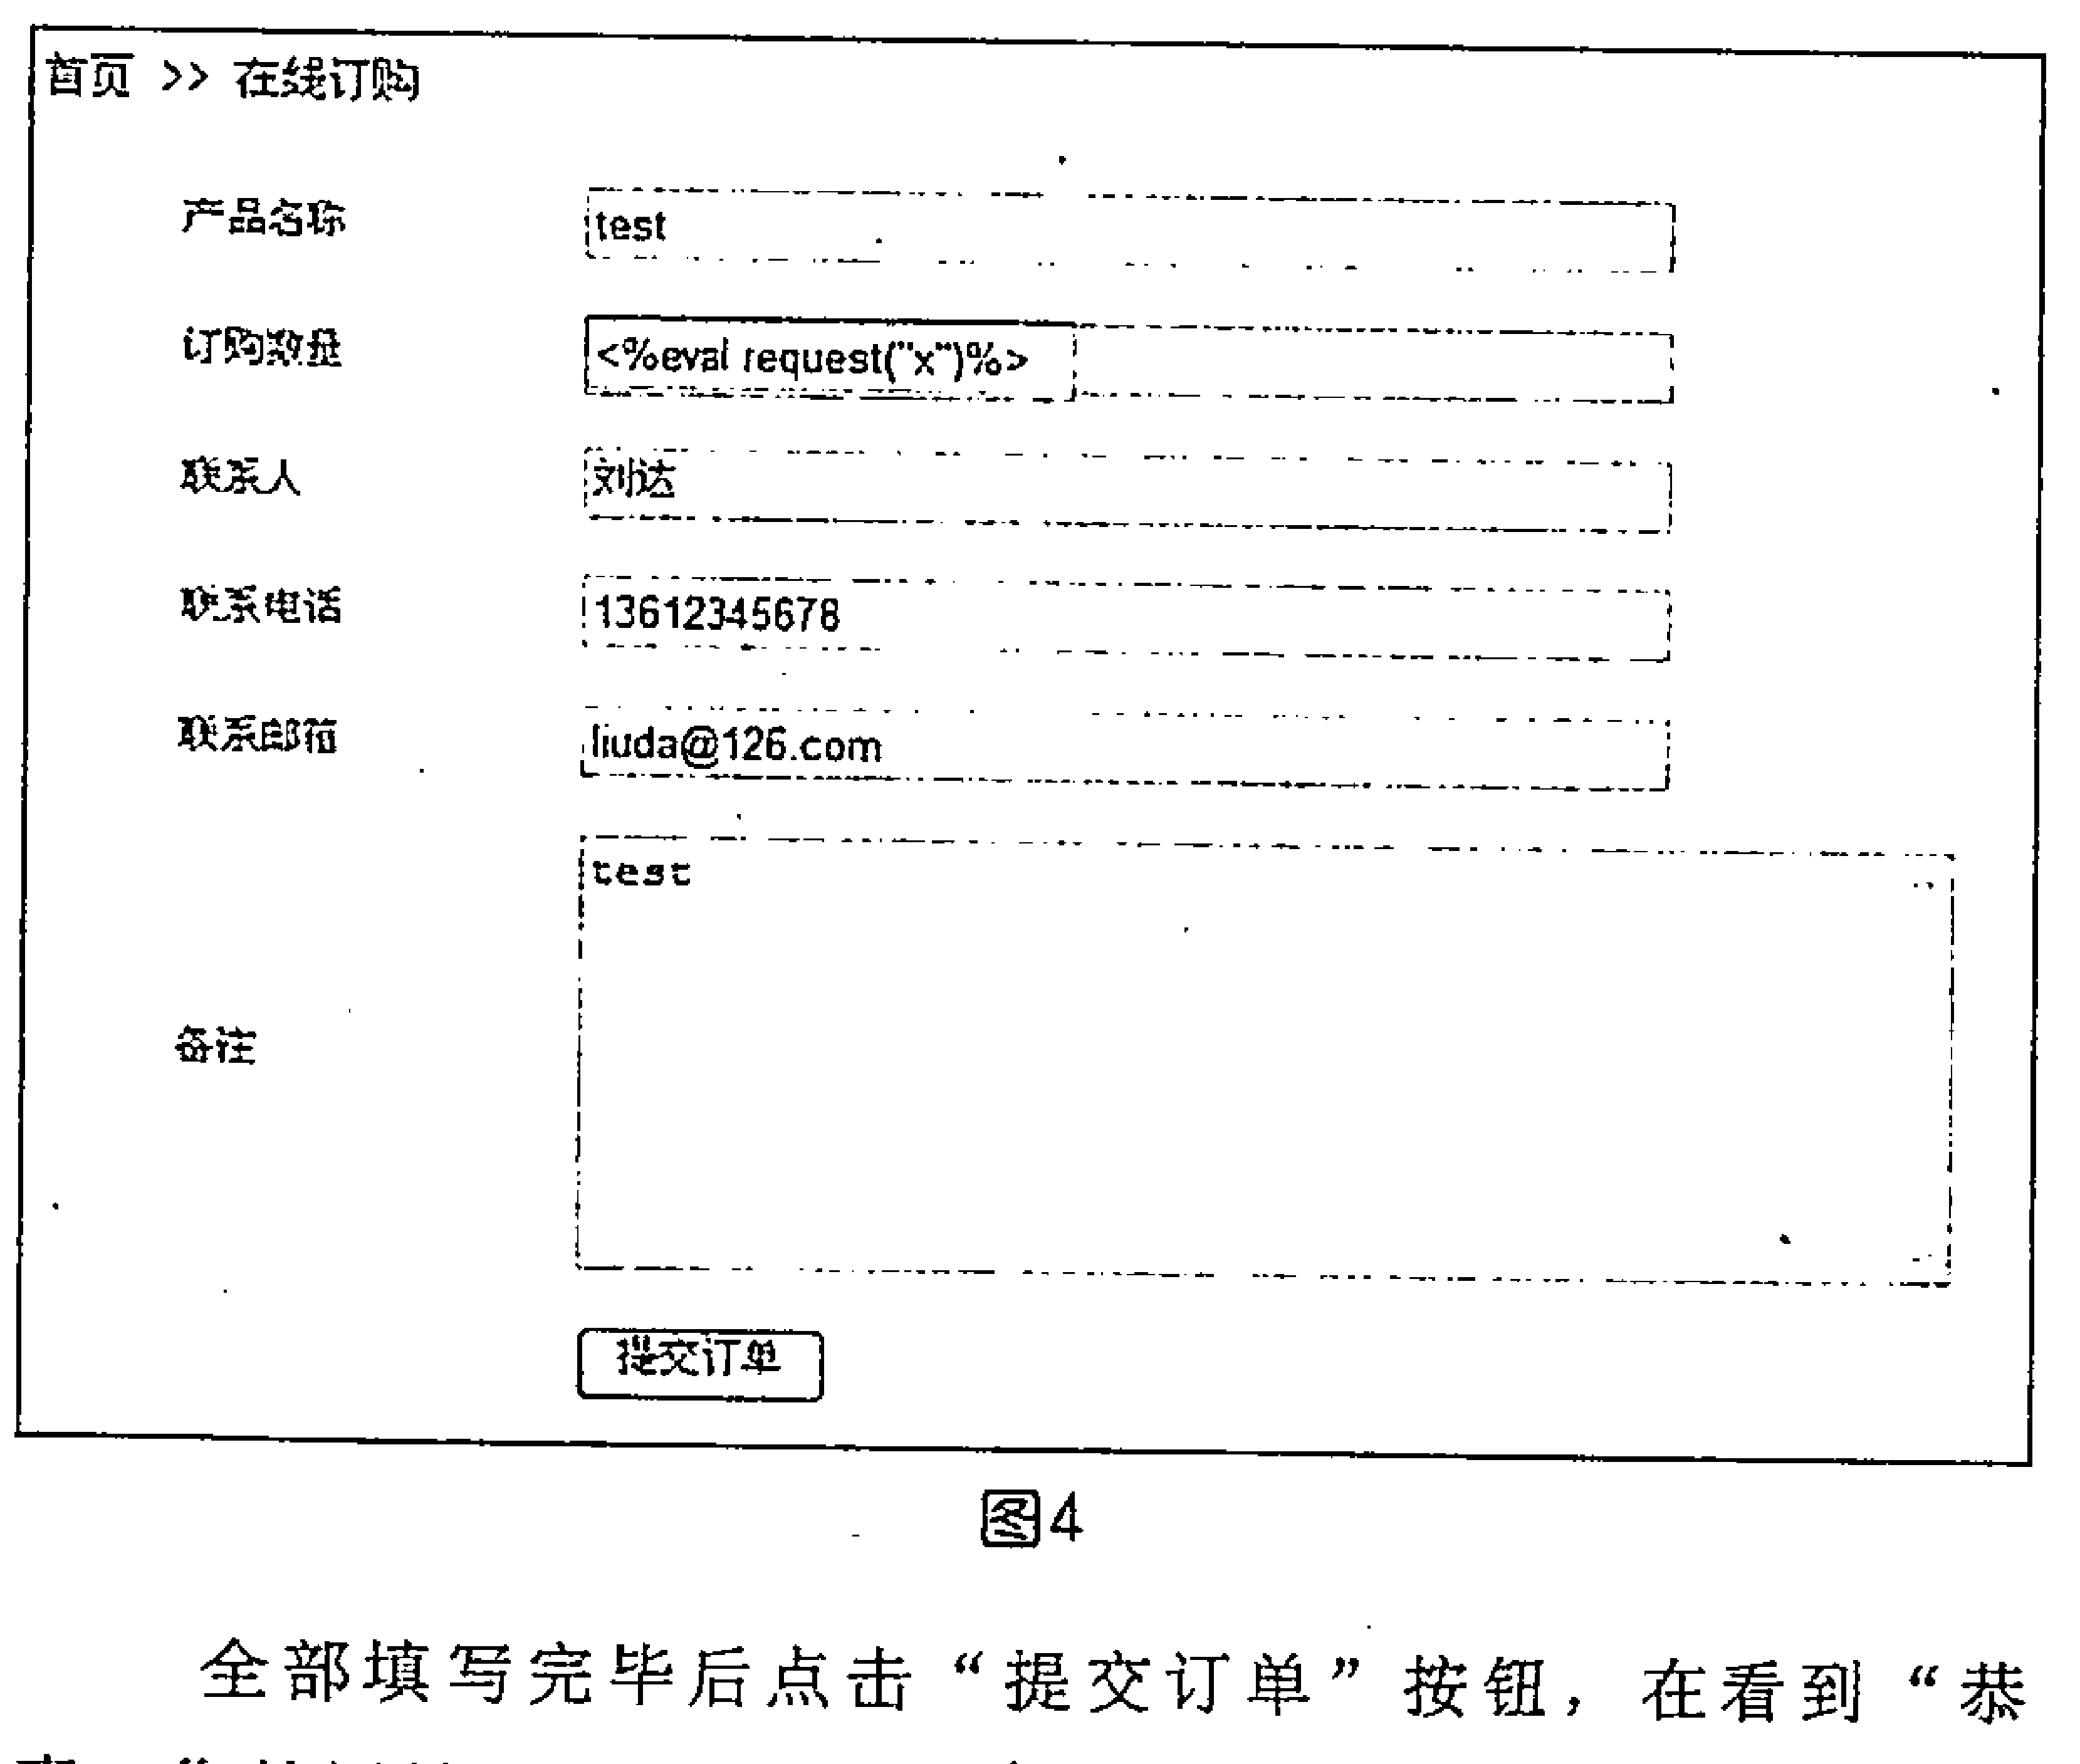 首页 >> 在线订购
产品名称 test
订购数量 <%eval request("x")%>
联系人 刘达
联系电话 13612345678
联系邮箱 liuda@126.com
test
备注
提交订单
图4
全部填写完毕后点击“提交订单”按钮，在看到“恭